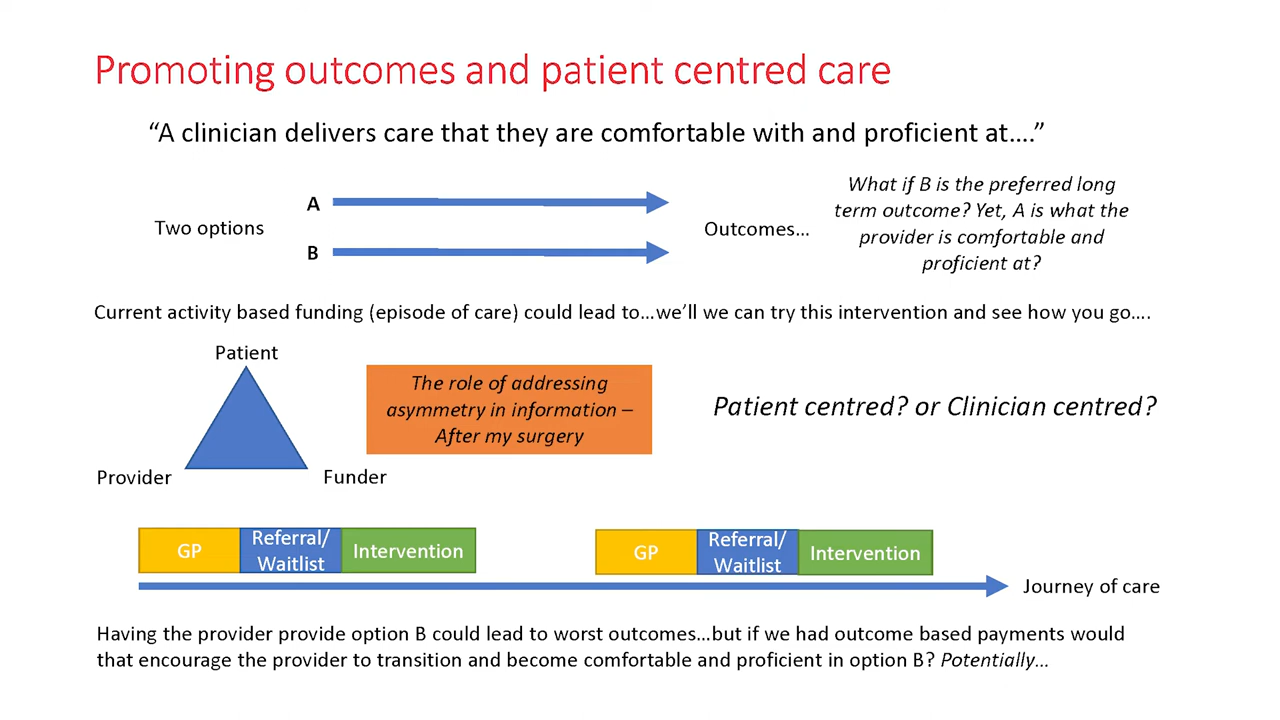 Promoting outcomes and patient centred care
“A clinician delivers care that they are comfortable with and proficient at….”
Two options
A
B
Outcomes…
What if B is the preferred long
term outcome? Yet, A is what the
provider is comfortable and
proficient at?
Current activity based funding (episode of care) could lead to…we’ll we can try this intervention and see how you go….
Patient
Provider
Funder
The role of addressing
asymmetry in information –
After my surgery
Patient centred? or Clinician centred?
GP
Referral/
Waitlist
Intervention
GP
Referral/
Waitlist
Intervention
Journey of care
Having the provider provide option B could lead to worst outcomes…but if we had outcome based payments would
that encourage the provider to transition and become comfortable and proficient in option B? Potentially…